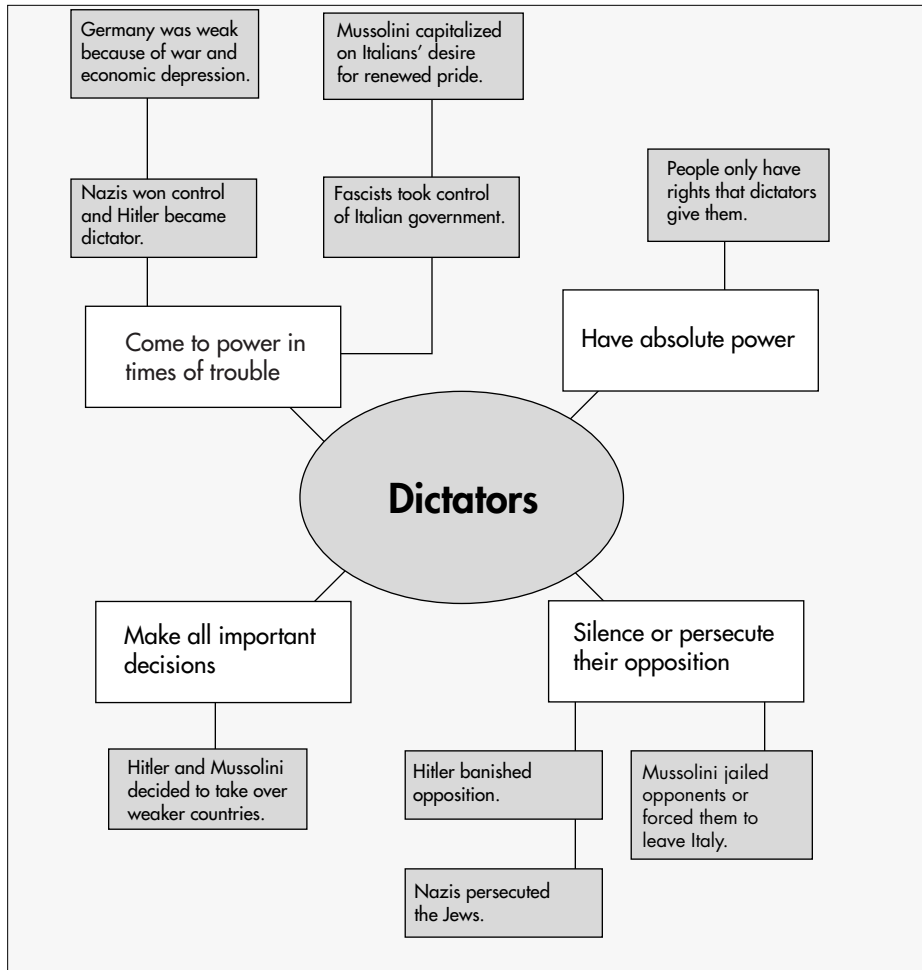 Germany was weak
because of war and
economic depression.
Mussolini capitalized
on Italians' desire
for renewed pride.
Nazis won control
and Hitler became
dictator.
Fascists took control
of Italian government.
People only have
rights that dictators
give them.
Come to power in
times of trouble
Have absolute power
Dictators
Make all important
decisions
Silence or persecute
their opposition
Hitler and Mussolini
decided to take over
weaker countries.
Hitler banished
opposition.
Mussolini jailed
opponents or
forced them to
leave Italy.
Nazis persecuted
the Jews.